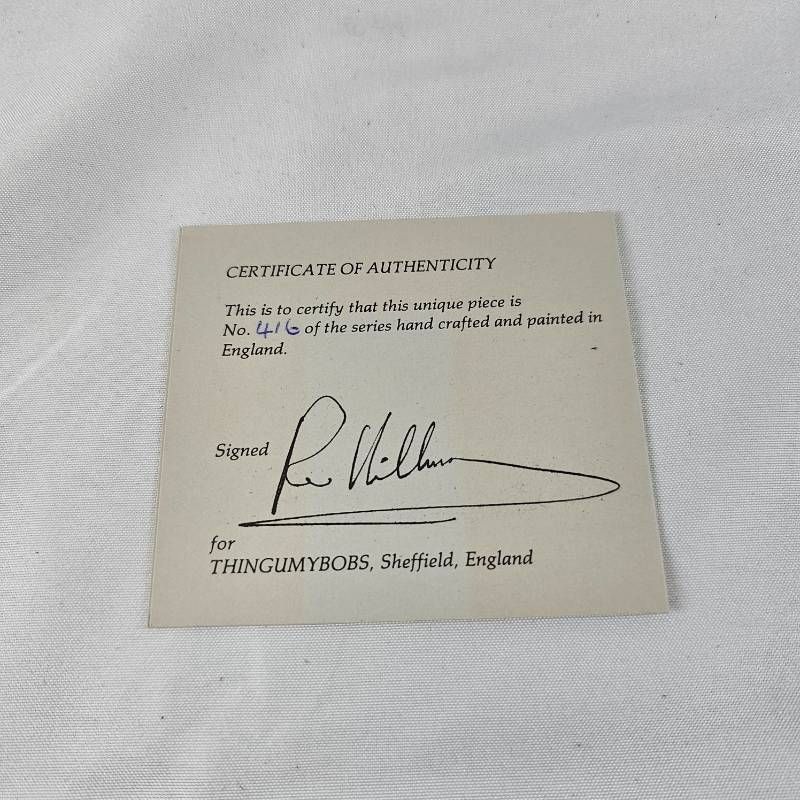 CERTIFICATE OF AUTHENTICITY
This is to certify that this unique piece is
No. 416 of the series hand crafted and painted in
England.
Signed
for
THINGUMYBOBS, Sheffield, England